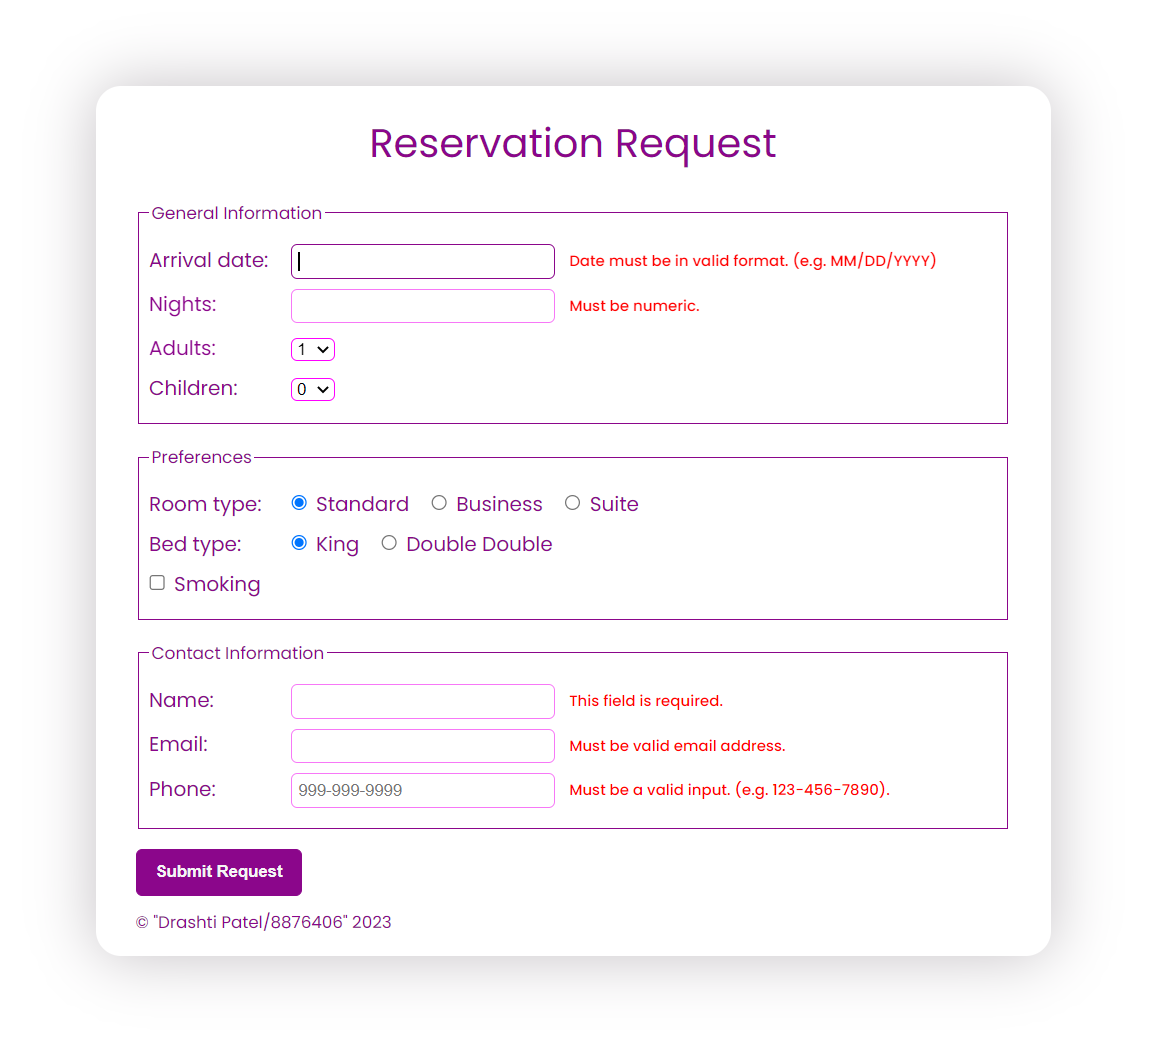 Reservation Request
General Information
Arrival date: Date must be in valid format. (e.g. MM/DD/YYYY)
Nights: Must be numeric.
Adults: 1
Children: 0
Preferences
Room type: Standard Business Suite
Bed type: King Double Double
Smoking
Contact Information
Name: This field is required.
Email: Must be valid email address.
Phone: 999-999-9999 Must be a valid input. (e.g. 123-456-7890).
Submit Request
© "Drashti Patel/8876406" 2023